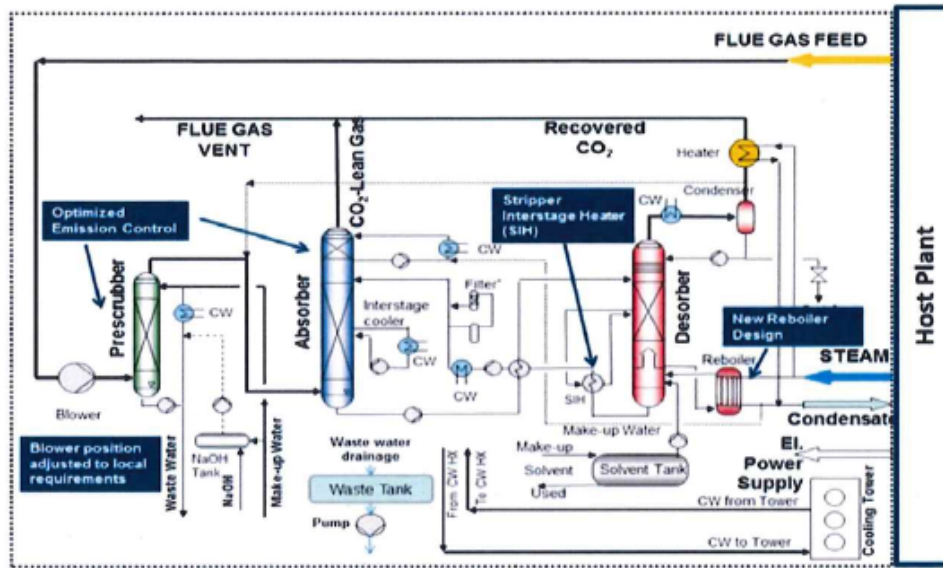 FLUE GAS FEED
Host Plant
FLUE GAS
VENT
CO₂-Lean Gas
Recovered
CO₂
Heater
Condenser
CW
Optimized
Emission Control
Stripper
Interstage Heater
(SIH)
CW
Prescrubber
CW
Absorber
Filter
Interstage
cooler
CW
CW
Desorber
New Reboiler
Design
Reboiler
STEAM
SIH
Condensate
Blower
Make-up Water
Blower position
adjusted to local
requirements
NaOH
Tank
Waste Water
NaOH
Make-up Water
Waste water
drainage
Waste Tank
Pump
From CW HX
To CW HX
Make-up
Solvent
Used
Solvent Tank
El.
Power
Supply
CW from Tower
CW to Tower
Cooling Tower